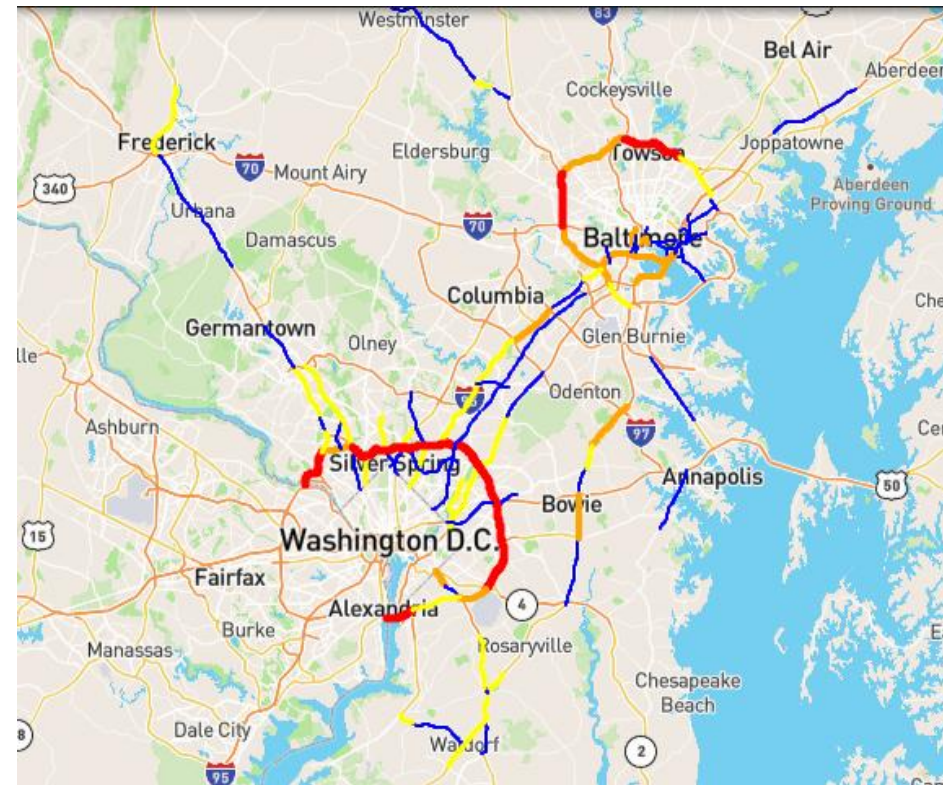 Westminster
83
Bel Air
Aberdeen
Cockeysville
Frederick
Towson
Joppatowne
Eldersburg
70
Mount Airy
340
Aberdeen
Proving Ground
Urbana
70
Damascus
Baltimore
Columbia
Germantown
Olney
Glen Burnie
Odenton
Ashburn
97
Silver Spring
Annapolis
50
Bowie
15
Washington D.C.
Fairfax
4
Alexandria
Burke
Rosaryville
Manassas
Chesapeake
Beach
Dale City
Waldorf
2
95